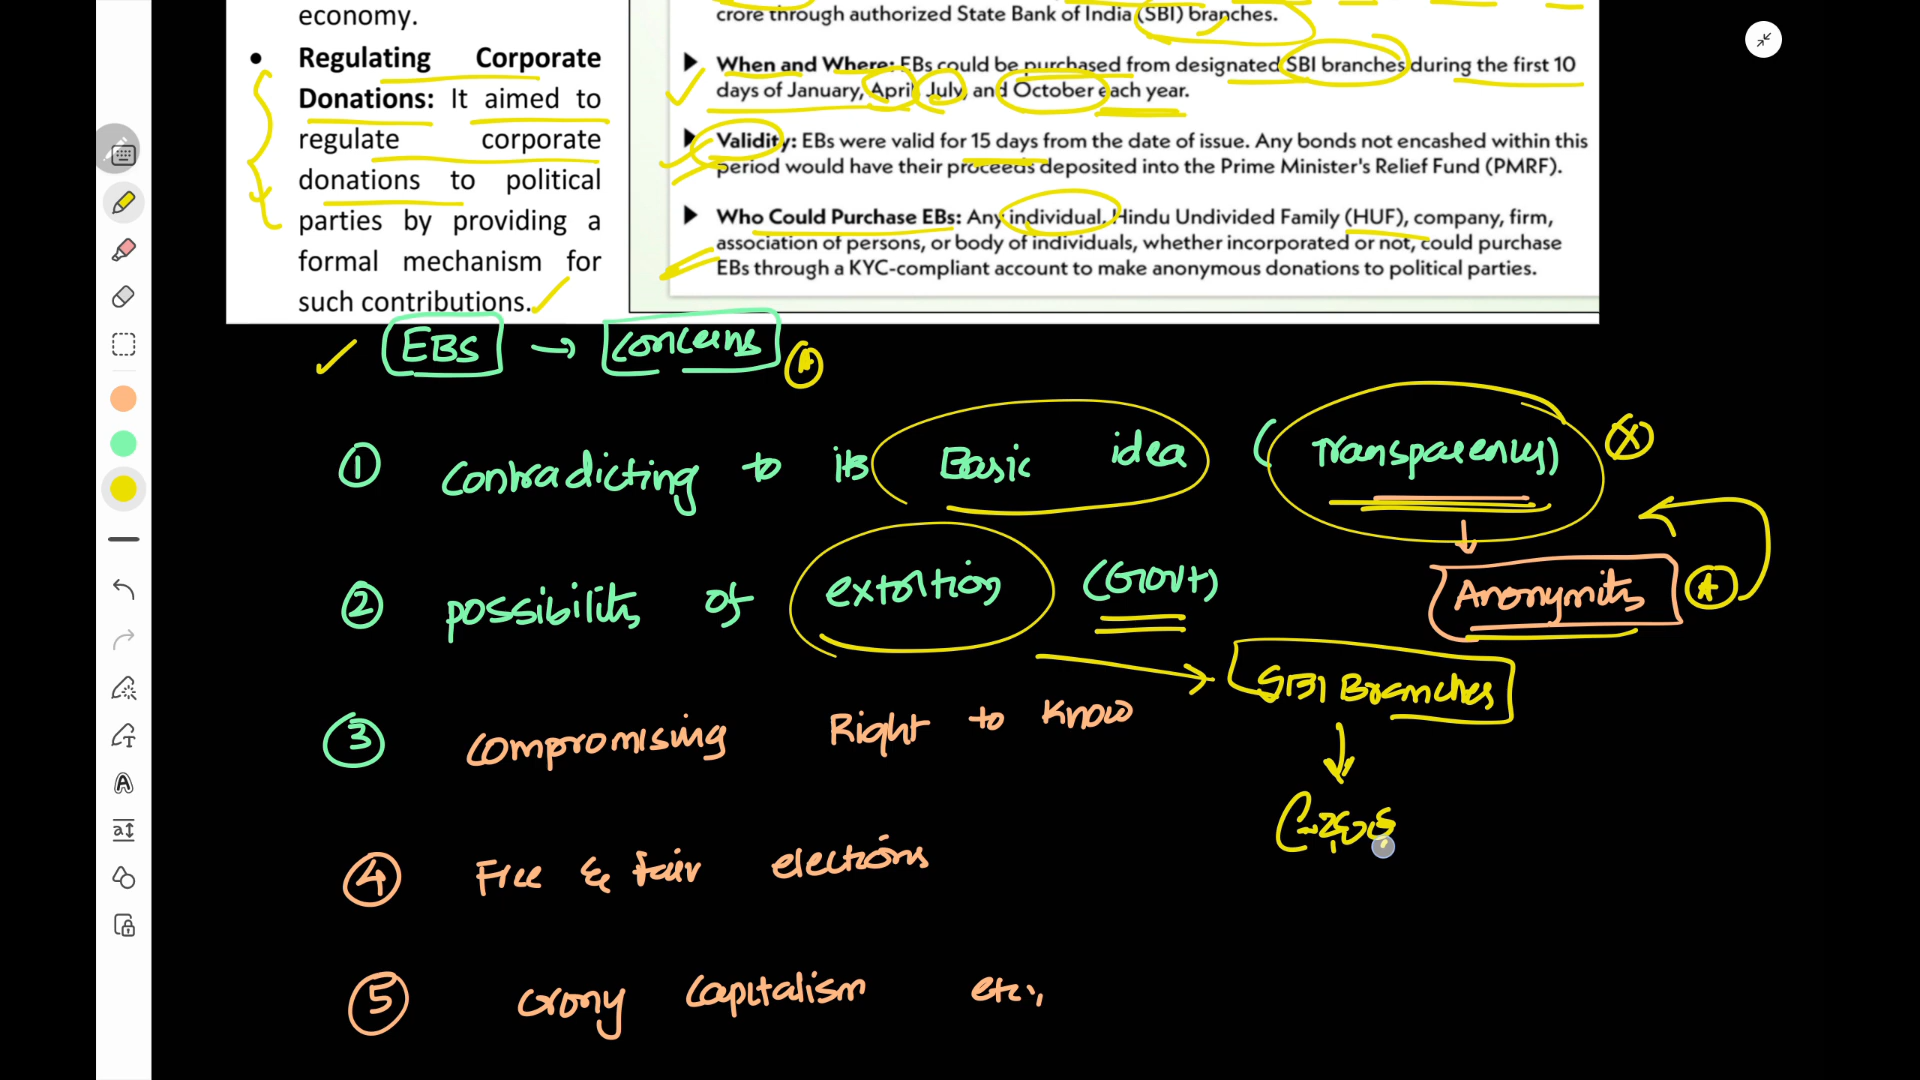 economy.
• Regulating Corporate
Donations: It aimed to
regulate corporate
donations to political
parties by providing a
formal mechanism for
such contributions.
crore through authorized State Bank of India (SBI) branches.
When and Where: EBs could be purchased from designated SBI branches during the first 10
days of January, April, July, and October each year.
Validity: EBs were valid for 15 days from the date of issue. Any bonds not encashed within this
period would have their proceeds deposited into the Prime Minister's Relief Fund (PMRF).
Who Could Purchase EBs: Any individual, Hindu Undivided Family (HUF), company, firm,
association of persons, or body of individuals, whether incorporated or not, could purchase
EBs through a KYC-compliant account to make anonymous donations to political parties.
EBS → Concerns
① Contradicting to its Basic idea (Transparency)
Anonymity
② possibility of extortion (Govt)
SBI Branches
③ compromising Right to Know
④ Free & fair elections
⑤ crony capitalism etc.,